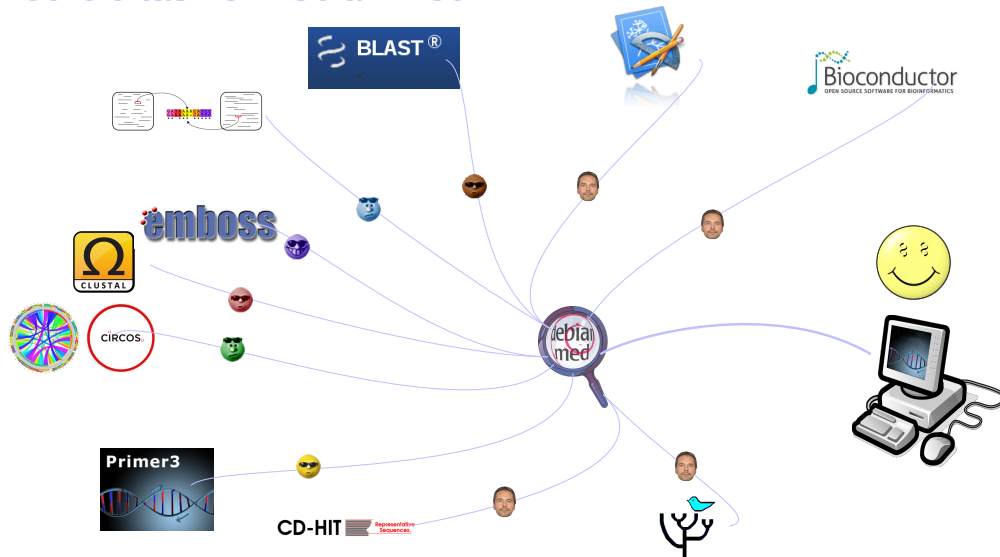 BLAST ®
Bioconductor
OPEN SOURCE SOFTWARE FOR BIOINFORMATICS
emboss
Ω
CLUSTAL
CIRCOS
debian
med
Primer3
CD-HIT
Representative
Sequences.